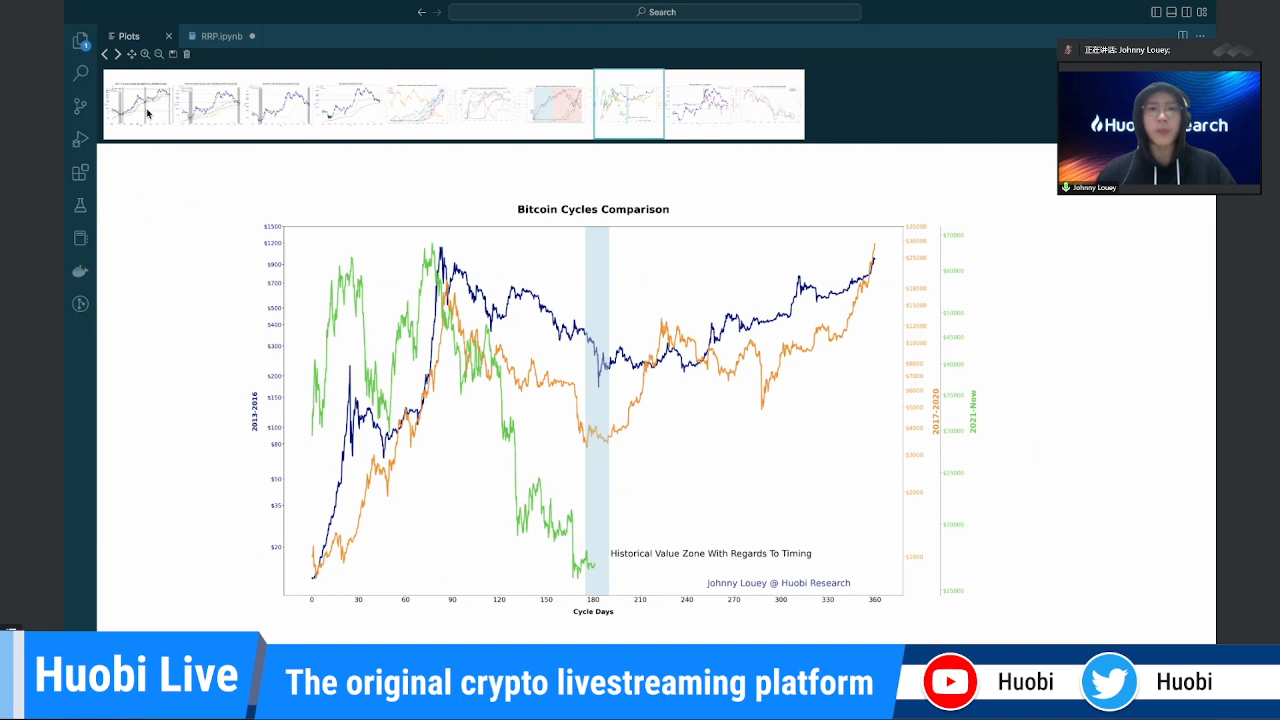 Search
Plots
RRP.ipynb
1
正在讲话: Johnny Louey;
Huobi Research
Johnny Louey
Bitcoin Cycles Comparison
$1500
$1200
$900
$700
$500
$400
$300
$200
$150
$100
$80
$50
$35
$20
2013-2016
$35000
$30000
$25000
$18000
$15000
$12000
$10000
$8000
$7000
$6000
$5000
$4000
$3000
$2000
$1000
2017-2020
$70000
$60000
$50000
$45000
$40000
$35000
$30000
$25000
$20000
$15000
2021-Now
Historical Value Zone With Regards To Timing
Johnny Louey @ Huobi Research
0 30 60 90 120 150 180 210 240 270 300 330 360
Cycle Days
Huobi Live
The original crypto livestreaming platform
Huobi
Huobi